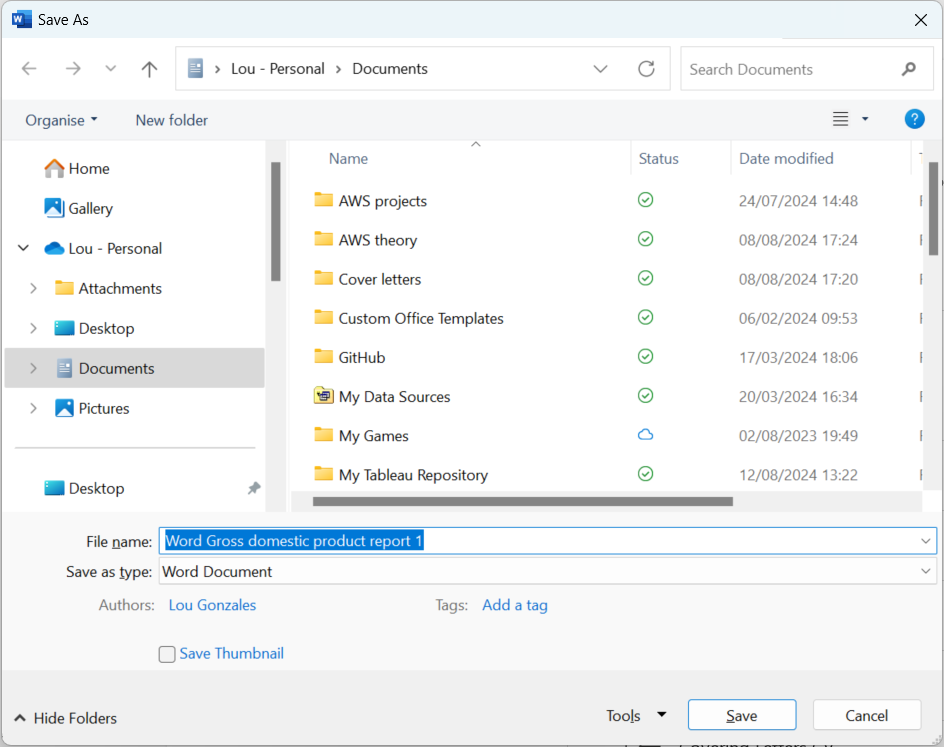 Save As
Lou - Personal > Documents
Search Documents
Organise New folder
Name Status Date modified
Home
Gallery
Lou - Personal
Attachments
Desktop
Documents
Pictures
Desktop
AWS projects 24/07/2024 14:48
AWS theory 08/08/2024 17:24
Cover letters 08/08/2024 17:20
Custom Office Templates 06/02/2024 09:53
GitHub 17/03/2024 18:06
My Data Sources 20/03/2024 16:34
My Games 02/08/2023 19:49
My Tableau Repository 12/08/2024 13:22
File name: Word Gross domestic product report 1
Save as type: Word Document
Authors: Lou Gonzales Tags: Add a tag
Save Thumbnail
Hide Folders Tools Save Cancel